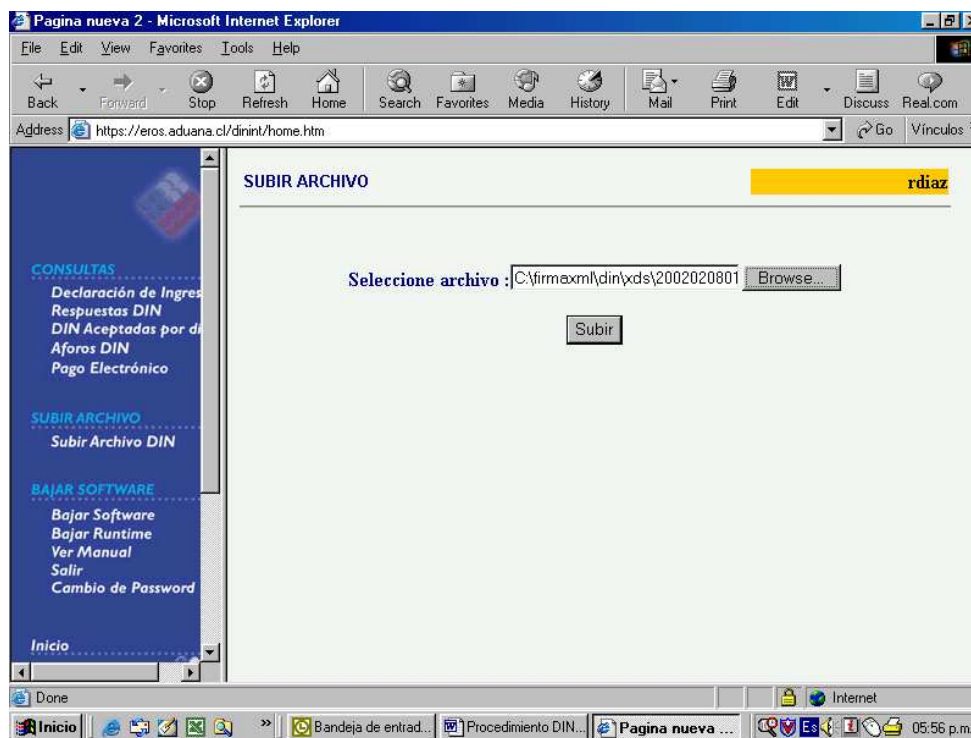 Pagina nueva 2 - Microsoft Internet Explorer
File Edit View Favorites Tools Help
Back Forward Stop Refresh Home Search Favorites Media History Mail Print Edit Discuss Real.com
Address https://eros.aduana.cl/dinint/home.htm Go Vínculos
SUBIR ARCHIVO rdiaz
CONSULTAS
Declaración de Ingres
Respuestas DIN
DIN Aceptadas por di
Aforos DIN
Pago Electrónico
SUBIR ARCHIVO
Subir Archivo DIN
BAJAR SOFTWARE
Bajar Software
Bajar Runtime
Ver Manual
Salir
Cambio de Password
Inicio
Seleccione archivo : C:\firmaxml\din\xds\2002020801 Browse...
Subir
Done Internet
Inicio » Bandeja de entrad... Procedimiento DIN... Pagina nueva ... Es 05:56 p.m.